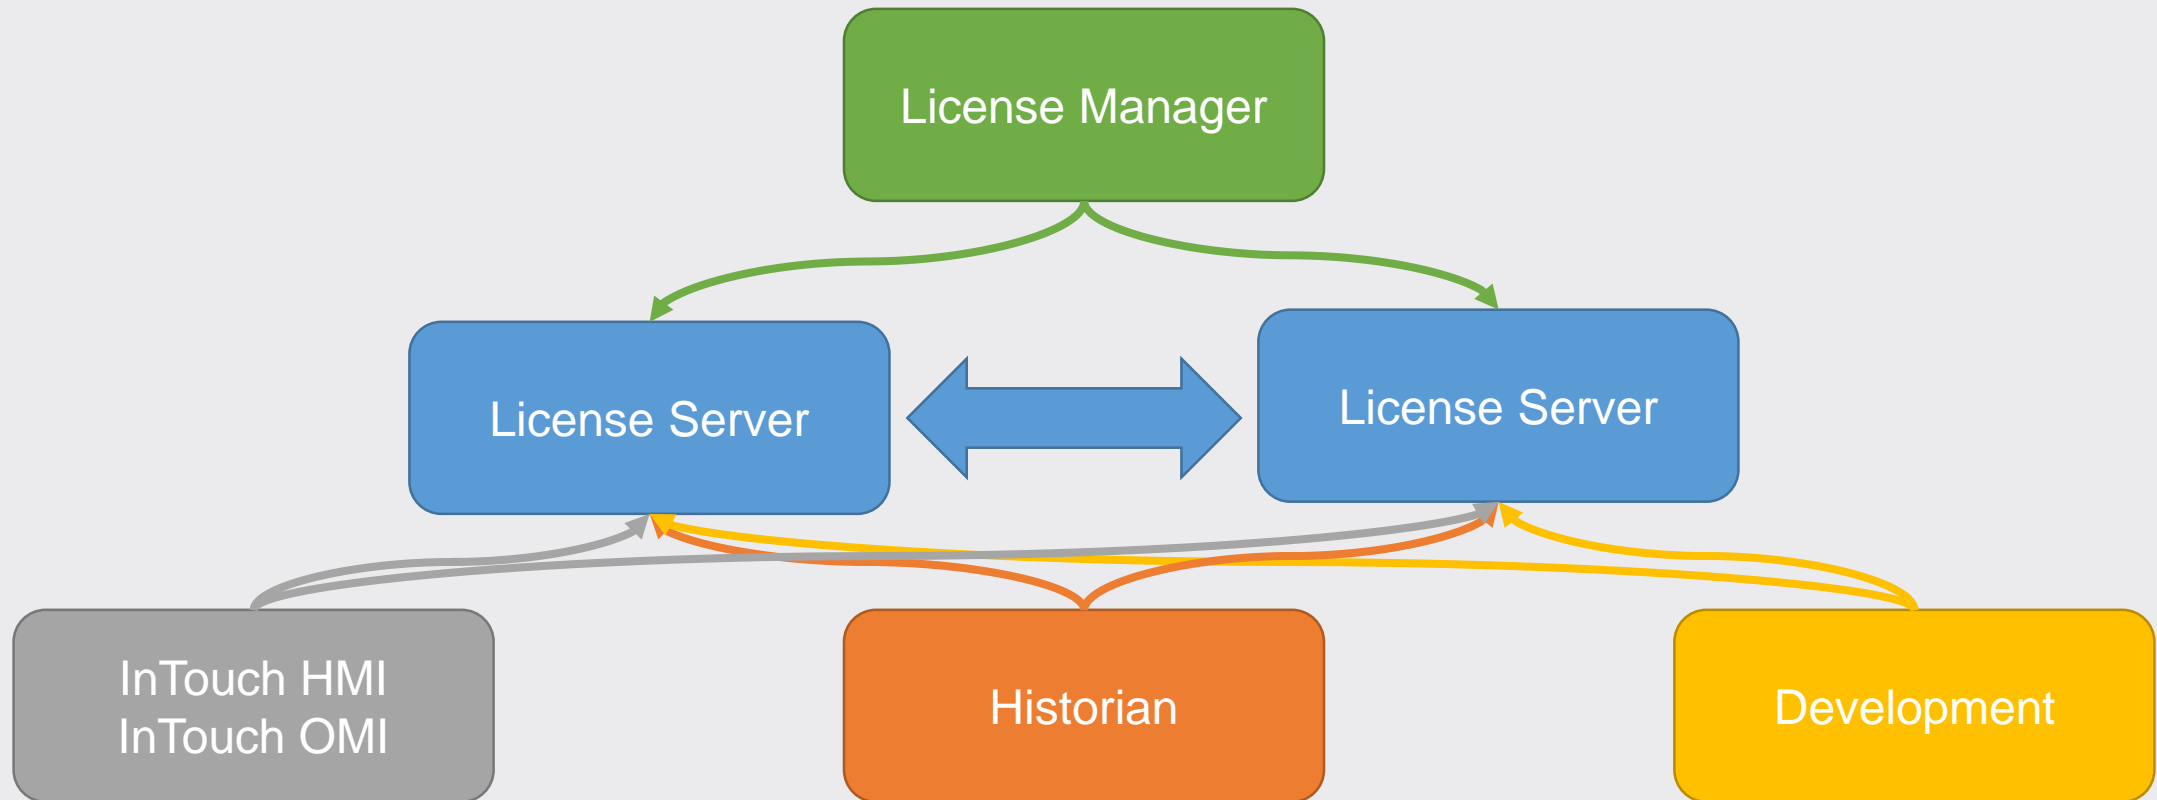 License Manager
License Server
License Server
InTouch HMI
InTouch OMI
Historian
Development